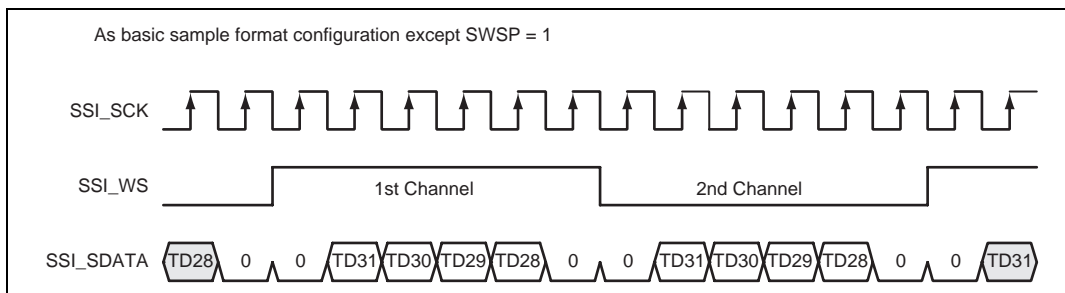 As basic sample format configuration except SWSP = 1
SSI_SCK
SSI_WS 1st Channel 2nd Channel
SSI_SDATA TD28 0 0 TD31 TD30 TD29 TD28 0 0 TD31 TD30 TD29 TD28 0 0 TD31